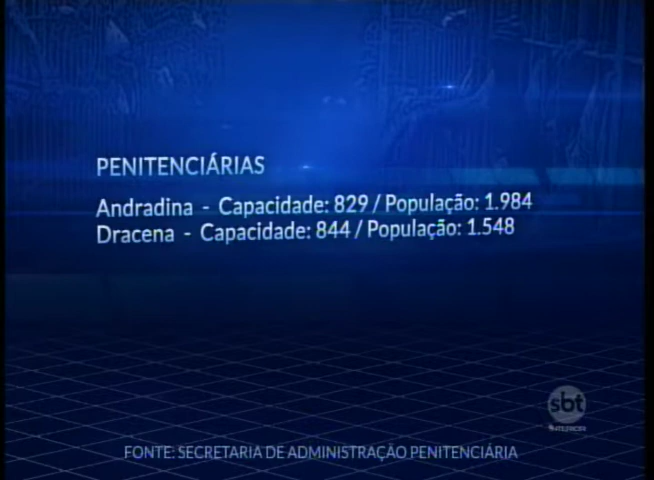 PENITENCIÁRIAS
Andradina - Capacidade: 829 / População: 1.984
Dracena - Capacidade: 844 / População: 1.548
sbt
INTERIOR
FONTE: SECRETARIA DE ADMINISTRAÇÃO PENITENCIÁRIA